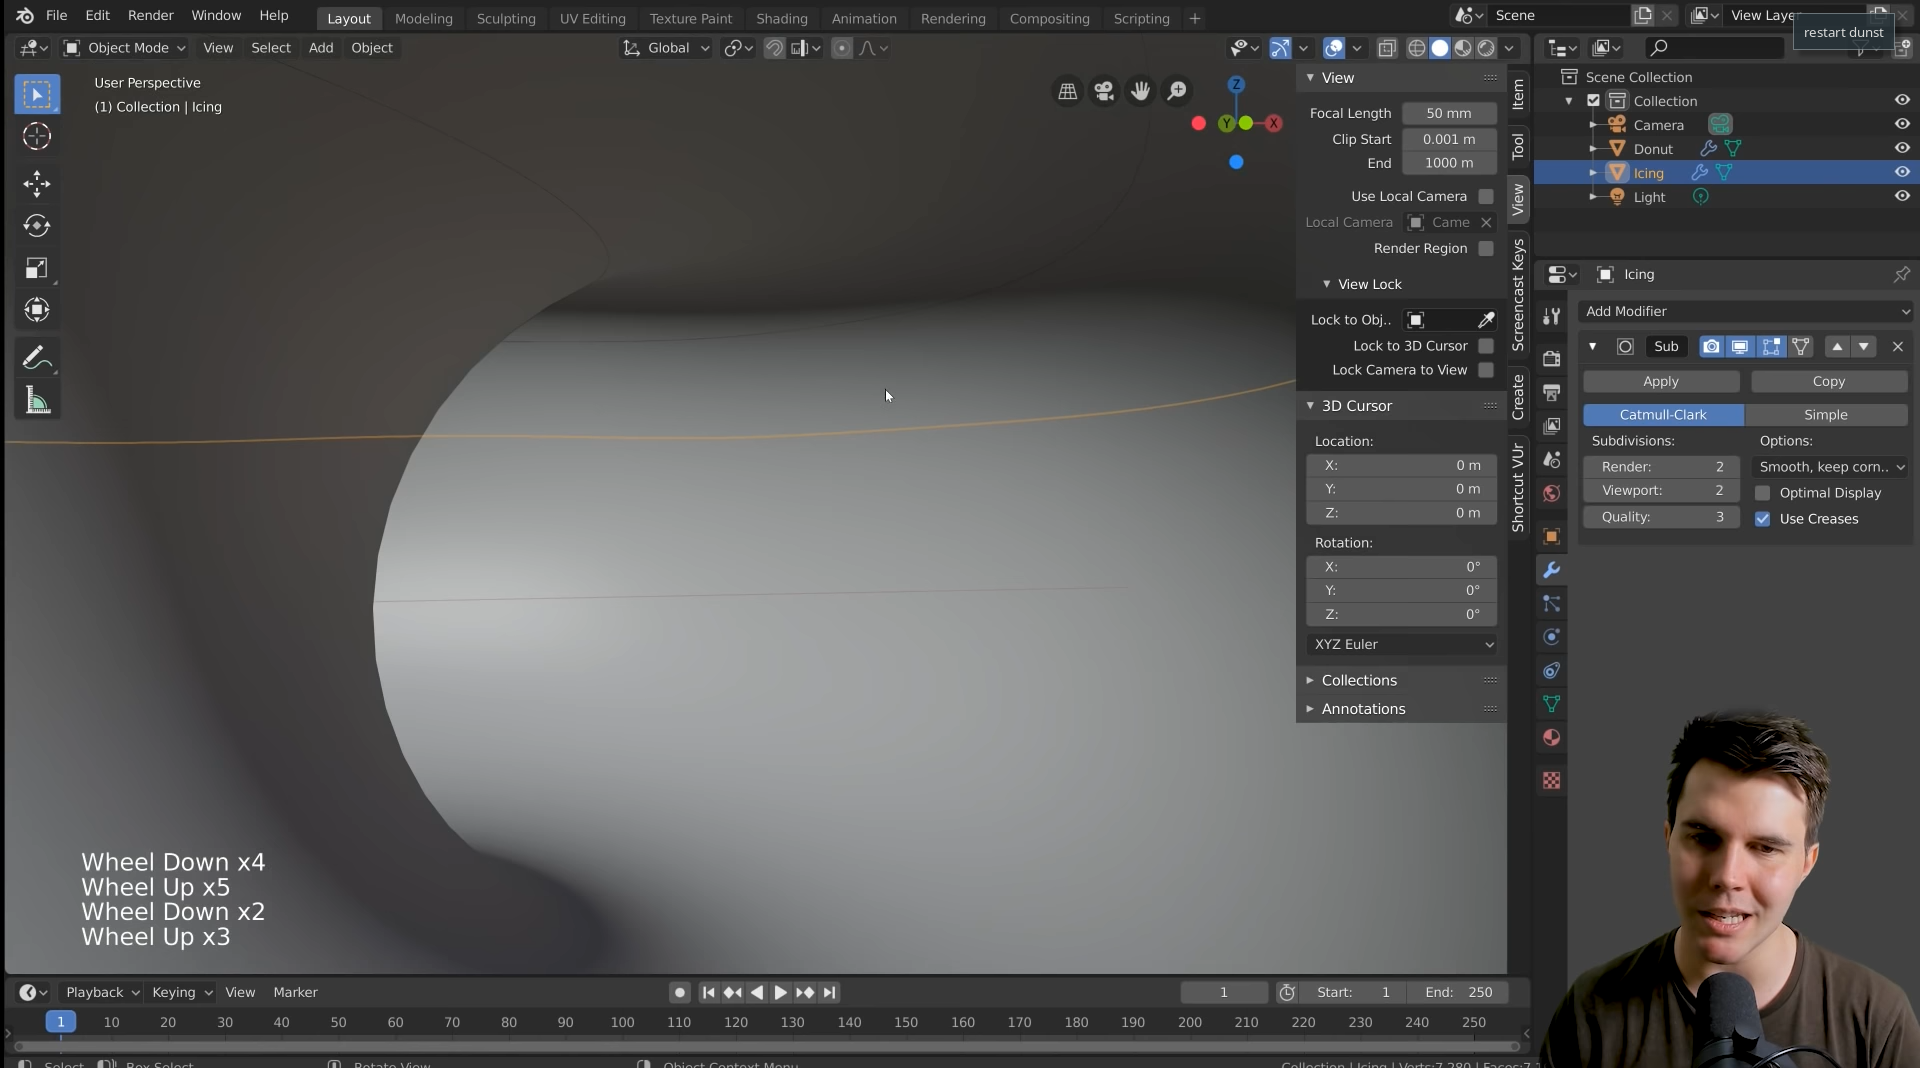 File Edit Render Window Help
Layout Modeling Sculpting UV Editing Texture Paint Shading Animation Rendering Compositing Scripting +
Scene
View Layer
restart dunst
Object Mode View Select Add Object
Global
User Perspective
(1) Collection | Icing
Z
Y
X
View
Focal Length 50 mm
Clip Start 0.001 m
End 1000 m
Use Local Camera
Local Camera Came
Render Region
View Lock
Lock to Obj..
Lock to 3D Cursor
Lock Camera to View
3D Cursor
Location:
X: 0 m
Y: 0 m
Z: 0 m
Rotation:
X: 0°
Y: 0°
Z: 0°
XYZ Euler
Collections
Annotations
Item
Tool
View
Screencast Keys
Create
Shortcut VUr
Scene Collection
Collection
Camera
Donut
Icing
Light
Icing
Add Modifier
Sub
Apply Copy
Catmull-Clark Simple
Subdivisions: Options:
Render: 2 Smooth, keep corn..
Viewport: 2 Optimal Display
Quality: 3 Use Creases
Wheel Down x4
Wheel Up x5
Wheel Down x2
Wheel Up x3
Playback Keying View Marker
1 Start: 1 End: 250
1 10 20 30 40 50 60 70 80 90 100 110 120 130 140 150 160 170 180 190 200 210 220 230 240 250
Select Box Select Rotate View Object Context Menu Collection | Icing | Verts:7,280 | Faces:7,